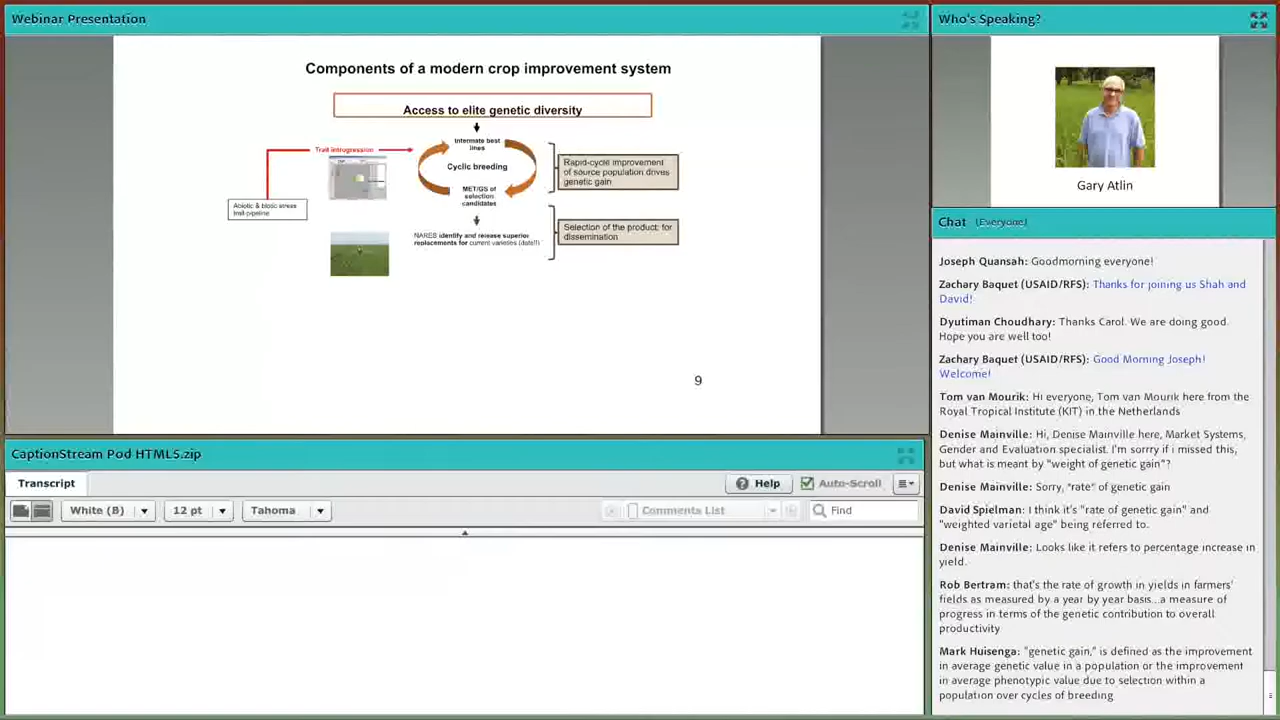 Webinar Presentation
Components of a modern crop improvement system
Access to elite genetic diversity
Trait introgression
Intermate best
lines
Cyclic breeding
MET/GS of
selection
candidates
Rapid-cycle improvement
of source population drives
genetic gain
Abiotic & biotic stress
trait pipeline
NARES identify and release superior
replacements for current varieties (date!!)
Selection of the product; for
dissemination
9
CaptionStream Pod HTML5.zip
Transcript
Help
Auto-Scroll
White (B)
12 pt
Tahoma
Comments List
Find
Who's Speaking?
Gary Atlin
Chat (Everyone)
Joseph Quansah: Goodmorning everyone!
Zachary Baquet (USAID/RFS): Thanks for joining us Shah and
David!
Dyutiman Choudhary: Thanks Carol. We are doing good.
Hope you are well too!
Zachary Baquet (USAID/RFS): Good Morning Joseph!
Welcome!
Tom van Mourik: Hi everyone, Tom van Mourik here from the
Royal Tropical Institute (KIT) in the Netherlands
Denise Mainville: Hi, Denise Mainville here, Market Systems,
Gender and Evaluation specialist. I'm sorrry if i missed this,
but what is meant by "weight of genetic gain"?
Denise Mainville: Sorry, "rate" of genetic gain
David Spielman: I think it's "rate of genetic gain" and
"weighted varietal age" being referred to.
Denise Mainville: Looks like it refers to percentage increase in
yield.
Rob Bertram: that's the rate of growth in yields in farmers'
fields as measured by a year by year basis...a measure of
progress in terms of the genetic contribution to overall
productivity
Mark Huisenga: "genetic gain," is defined as the improvement
in average genetic value in a population or the improvement
in average phenotypic value due to selection within a
population over cycles of breeding